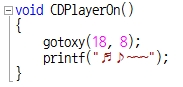 void CDPlayerOn()
{
gotoxy(18, 8);
printf("♬♪~~~");
}